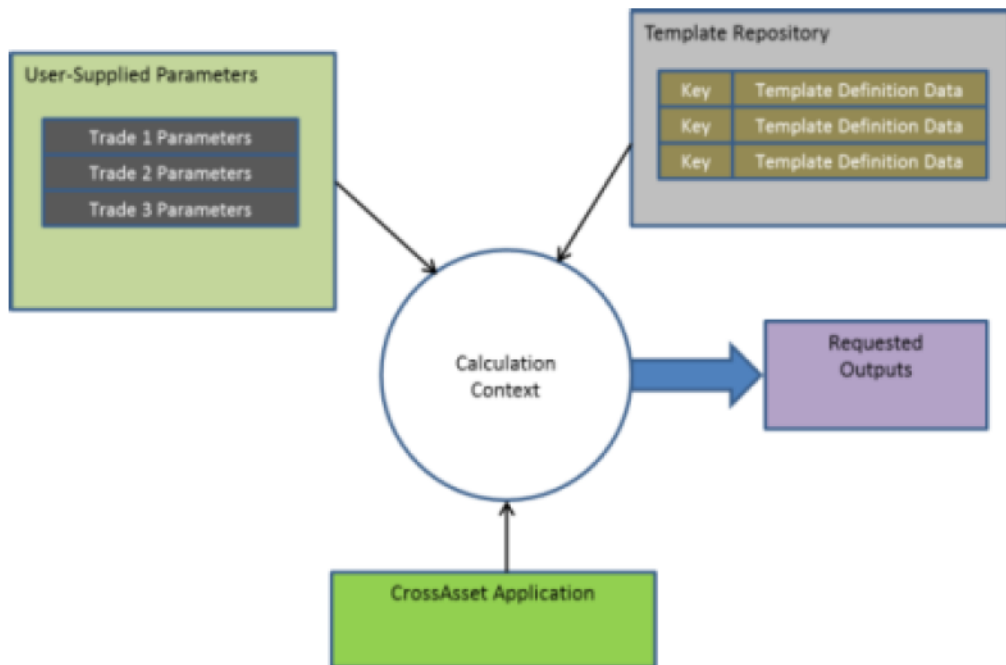 User-Supplied Parameters
Trade 1 Parameters
Trade 2 Parameters
Trade 3 Parameters
Template Repository
Key Template Definition Data
Key Template Definition Data
Key Template Definition Data
Calculation
Context
Requested
Outputs
CrossAsset Application